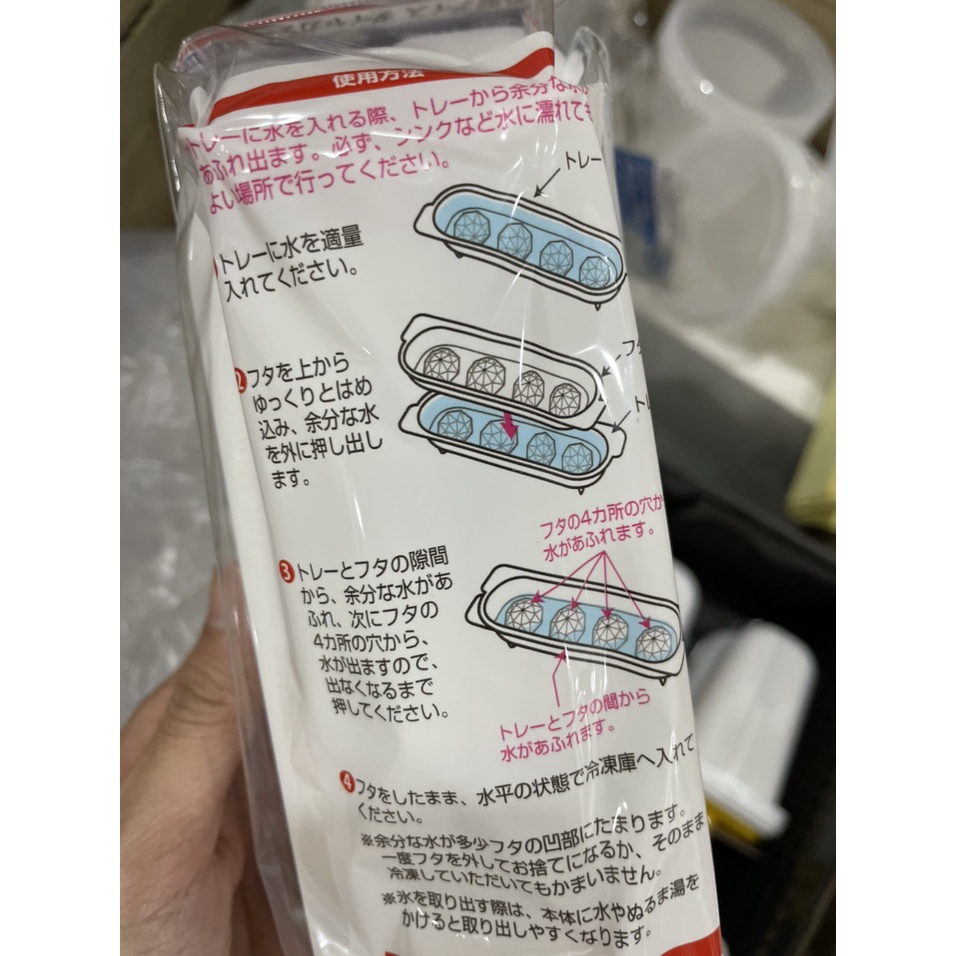 使用方法
トレーに水を入れる際、トレーから余分な水が
あふれ出ます。必ず、シンクなど水に濡れても
よい場所で行ってください。
トレー
トレーに水を適量
入れてください。
❷フタを上から
ゆっくりとはめ
込み、余分な水
を外に押し出し
ます。
フタ
❸トレーとフタの隙間
から、余分な水があ
ふれ、次にフタの
4カ所の穴から、
水が出ますので、
出なくなるまで
押してください。
フタの4カ所の穴か
水があふれます。
トレーとフタの間から
水があふれます。
❹フタをしたまま、水平の状態で冷凍庫へ入れて
ください。
※余分な水が多少フタの凹部にたまります。
一度フタを外してお捨てになるか、そのまま
冷凍していただいてもかまいません。
※氷を取り出す際は、本体に水やぬるま湯を
かけると取り出しやすくなります。